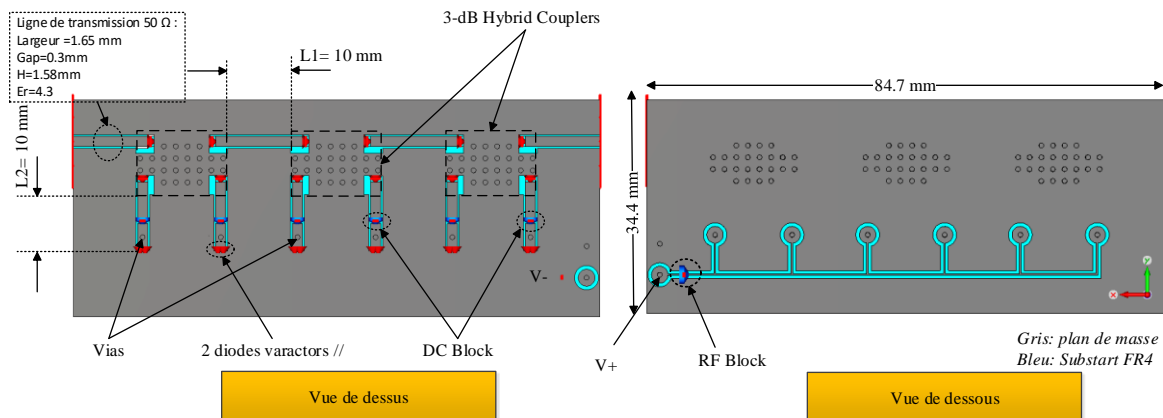 Ligne de transmission 50 Ω :
Largeur =1.65 mm
Gap=0.3mm
H=1.58mm
Er=4.3
3-dB Hybrid Couplers
L1= 10 mm
L2= 10 mm
V-
Vias
2 diodes varactors //
DC Block
Vue de dessus
84.7 mm
34.4 mm
Y
X
V+
RF Block
Gris: plan de masse
Bleu: Substart FR4
Vue de dessous